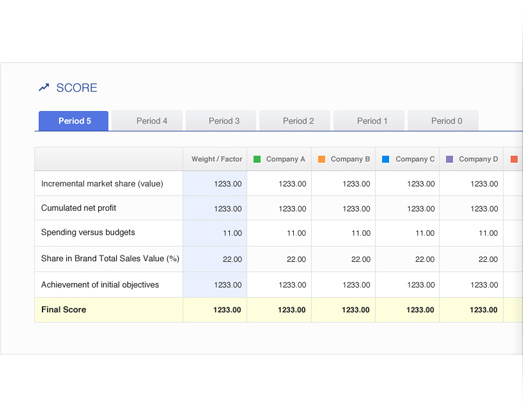 SCORE
Period 5 Period 4 Period 3 Period 2 Period 1 Period 0
Weight / Factor Company A Company B Company C Company D
Incremental market share (value) 1233.00 1233.00 1233.00 1233.00 1233.00
Cumulated net profit 1233.00 1233.00 1233.00 1233.00 1233.00
Spending versus budgets 11.00 11.00 11.00 11.00 11.00
Share in Brand Total Sales Value (%) 22.00 22.00 22.00 22.00 22.00
Achievement of initial objectives 1233.00 1233.00 1233.00 1233.00 1233.00
Final Score 1233.00 1233.00 1233.00 1233.00 1233.00